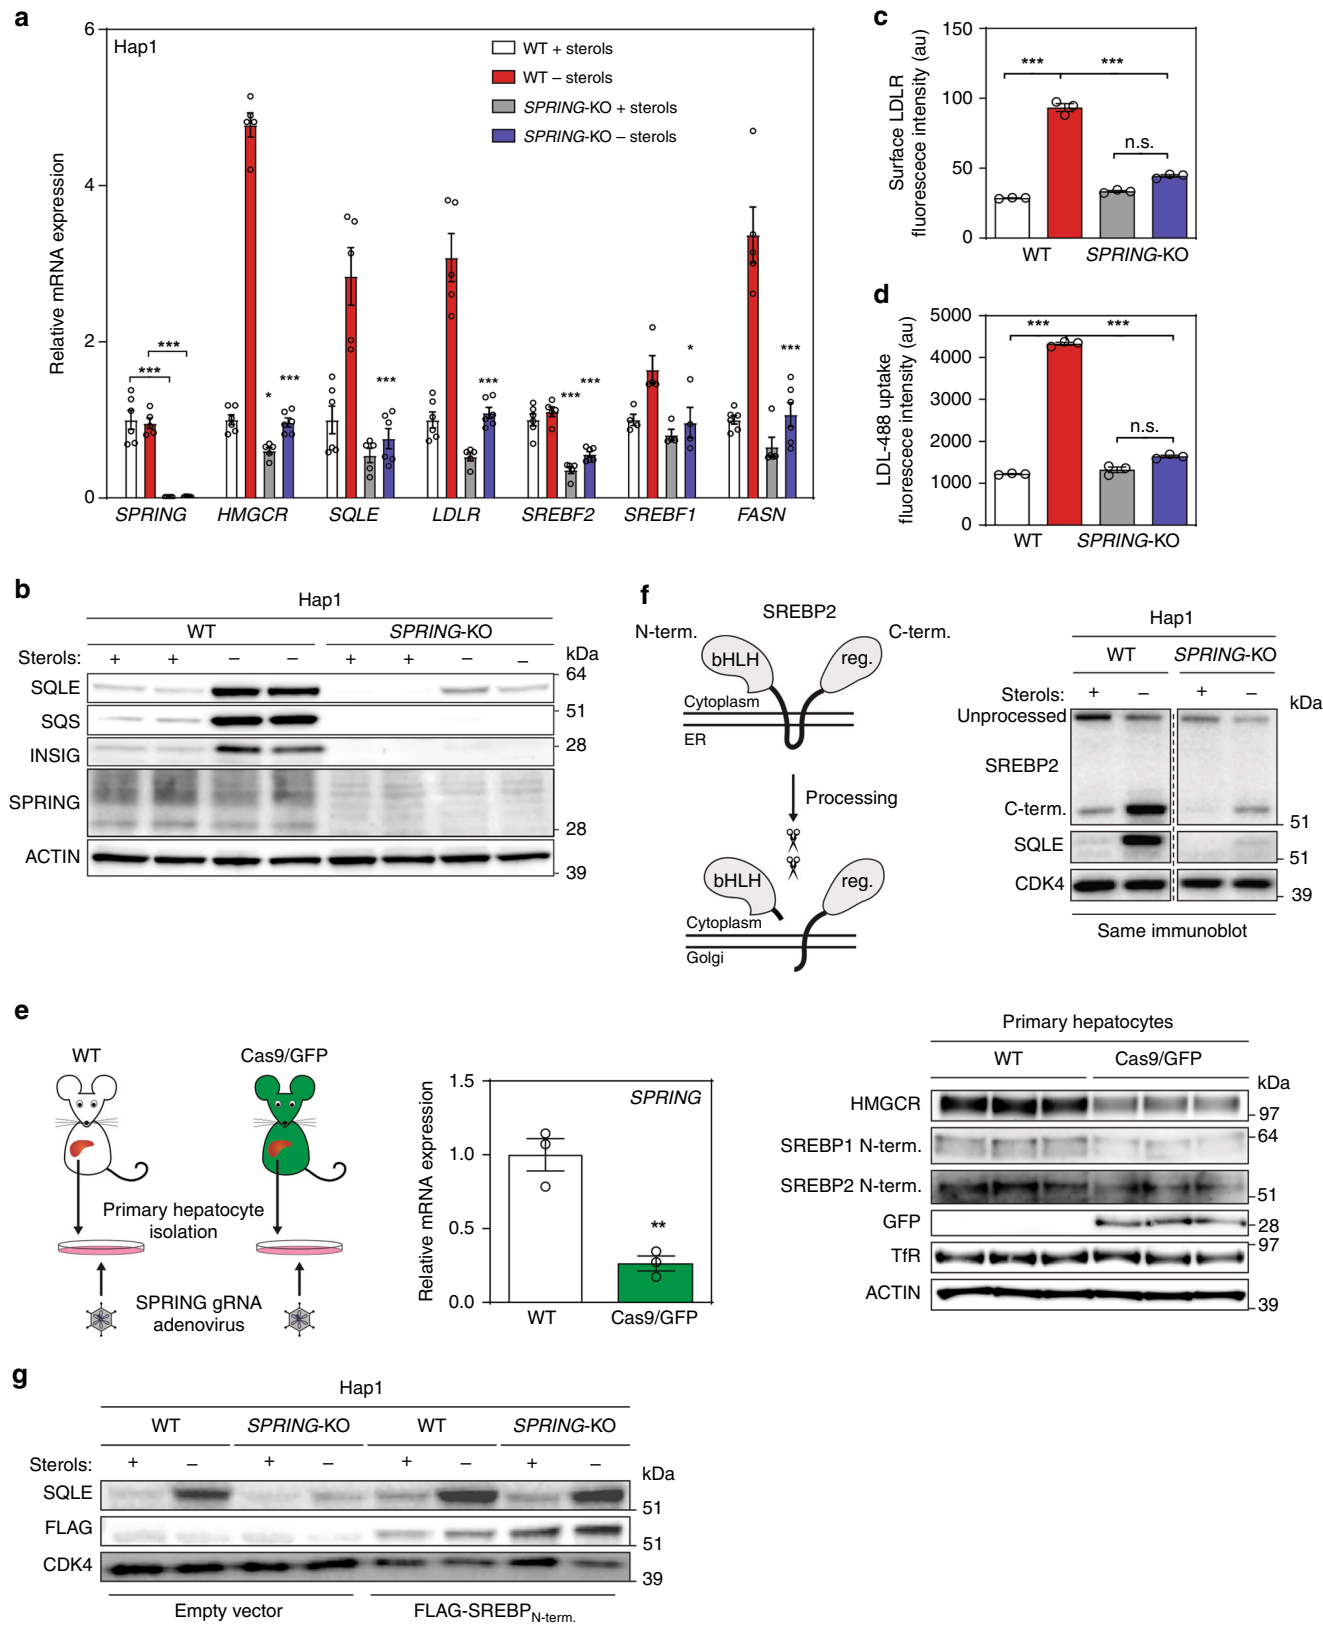 a
Hap1
WT + sterols
WT – sterols
SPRING-KO + sterols
SPRING-KO – sterols
Relative mRNA expression
6
4
2
0
*** *** * *** *** *** *** *** * ***
SPRING HMGCR SQLE LDLR SREBF2 SREBF1 FASN
c
Surface LDLR
fluorescece intensity (au)
150
100
50
0
*** ***
n.s.
WT SPRING-KO
d
LDL-488 uptake
fluorescece intensity (au)
5000
4000
3000
2000
1000
0
*** ***
n.s.
WT SPRING-KO
b
Hap1
WT SPRING-KO
Sterols: + + – – + + – – kDa
SQLE 64
SQS 51
INSIG 28
SPRING 28
ACTIN 39
f
SREBP2
N-term. C-term.
bHLH reg.
Cytoplasm
ER
Processing
bHLH reg.
Cytoplasm
Golgi
Hap1
WT SPRING-KO
Sterols: + – + – kDa
Unprocessed
SREBP2
C-term. 51
SQLE 51
CDK4 39
Same immunoblot
e
WT Cas9/GFP
Primary hepatocyte
isolation
SPRING gRNA
adenovirus
Relative mRNA expression
1.5
1.0
0.5
0.0
SPRING
**
WT Cas9/GFP
Primary hepatocytes
WT Cas9/GFP
kDa
HMGCR 97
SREBP1 N-term. 64
SREBP2 N-term. 51
GFP 28
TfR 97
ACTIN 39
g
Hap1
WT SPRING-KO WT SPRING-KO
Sterols: + – + – + – + – kDa
SQLE 51
FLAG 51
CDK4 39
Empty vector FLAG-SREBPN-term.